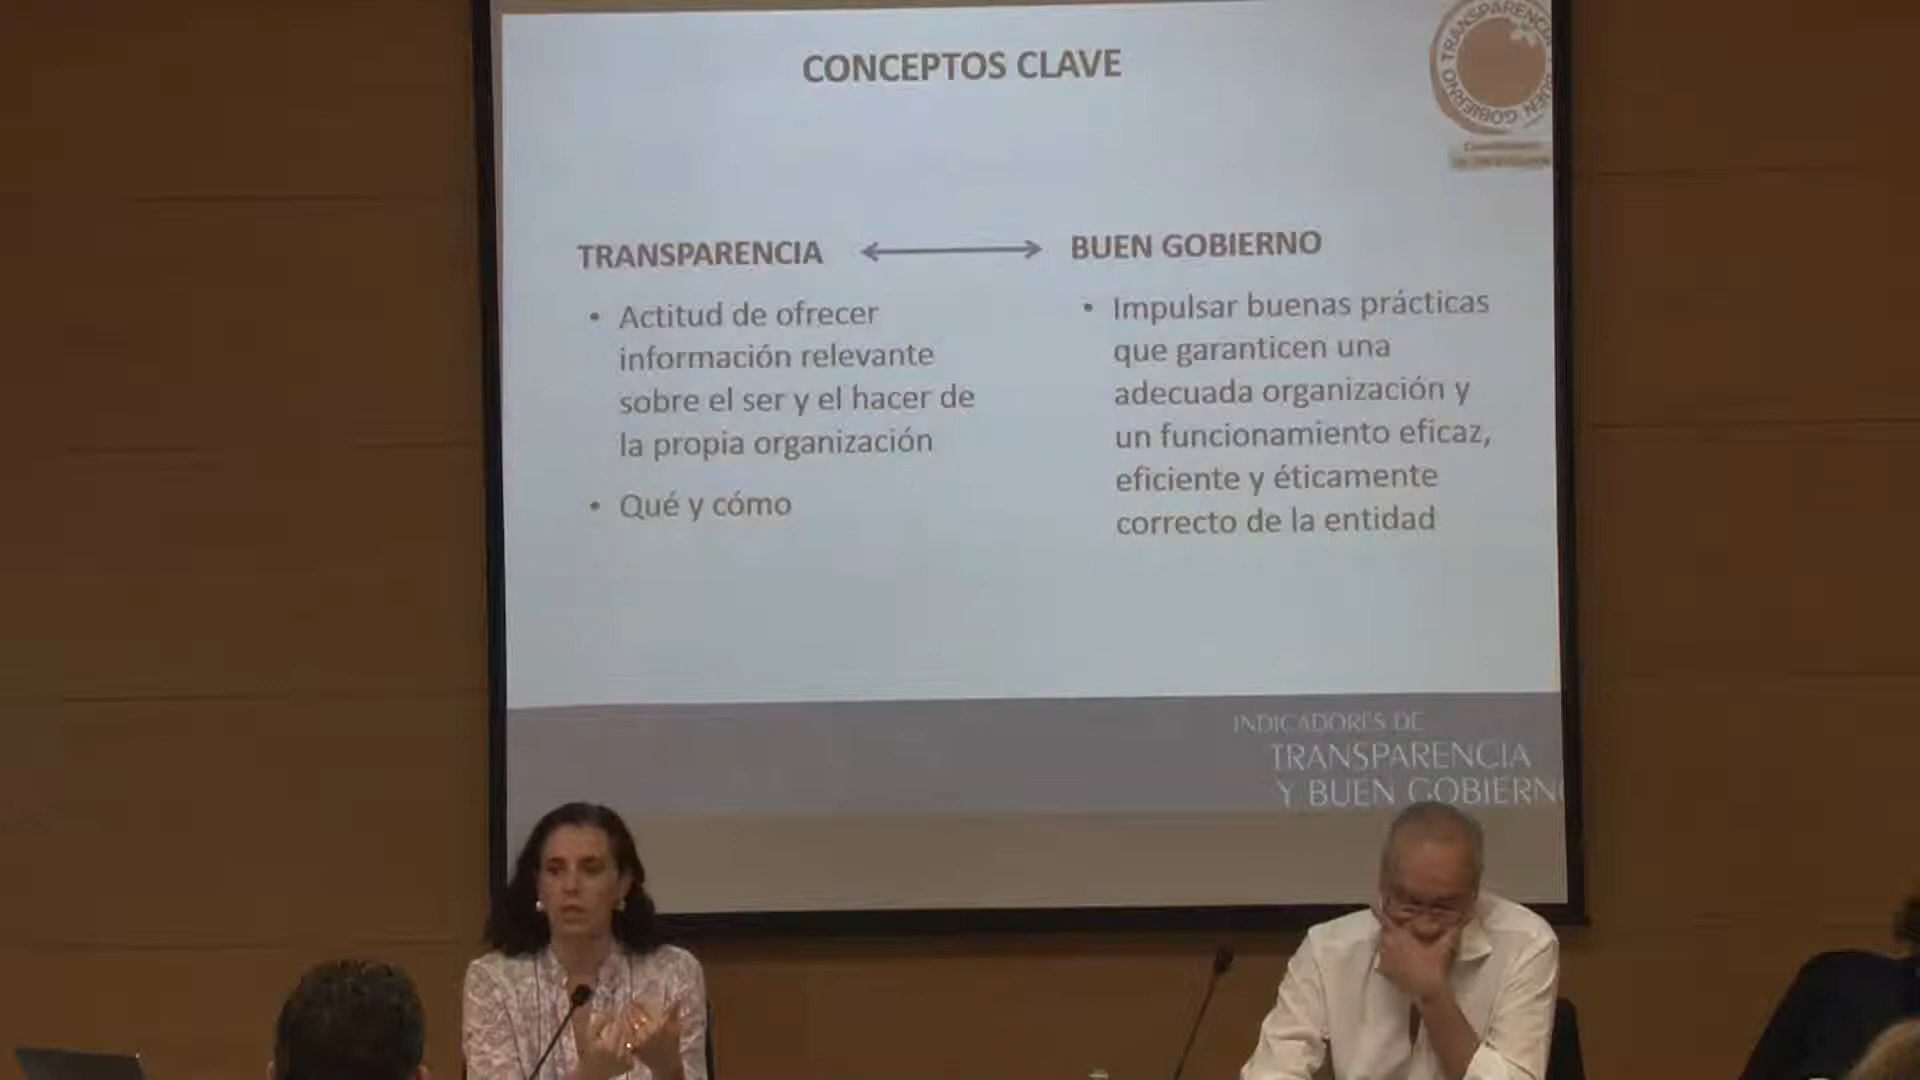 CONCEPTOS CLAVE
TRANSPARENCIA
• Actitud de ofrecer
información relevante
sobre el ser y el hacer de
la propia organización
• Qué y cómo
BUEN GOBIERNO
• Impulsar buenas prácticas
que garanticen una
adecuada organización y
un funcionamiento eficaz,
eficiente y éticamente
correcto de la entidad
TRANSPARENCIA
BUEN GOBIERNO
INDICADORES DE
TRANSPARENCIA
Y BUEN GOBIERN